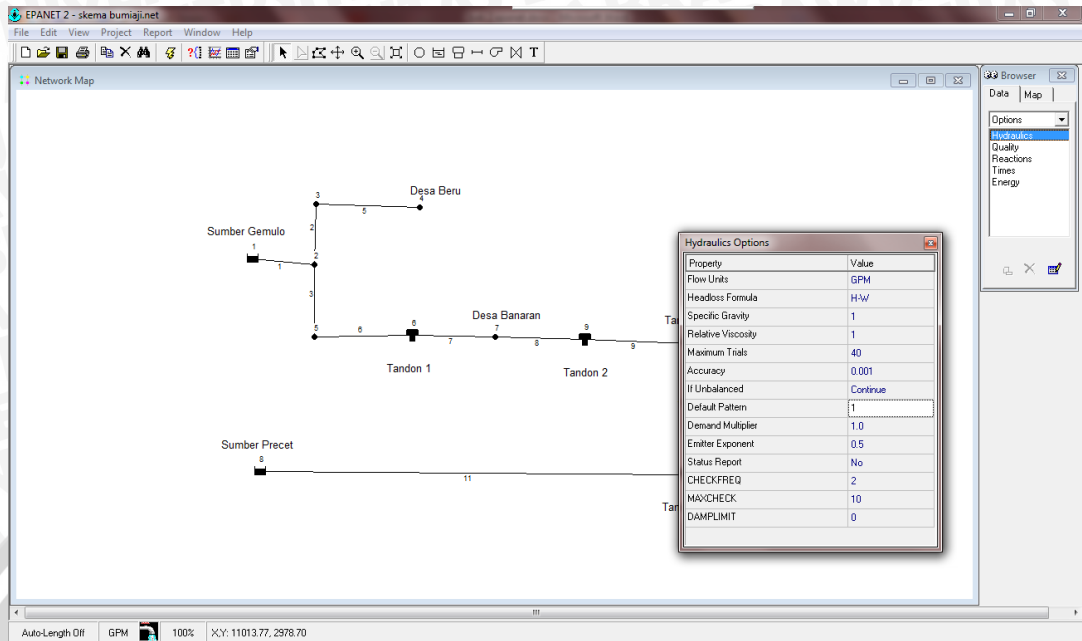 EPANET 2 - skema bumiaji.net
File Edit View Project Report Window Help
T
Network Map
Browser
Data Map
Options
Hydraulics
Quality
Reactions
Times
Energy
3
Desa Beru
4
5
Sumber Gemulo
2
1
2
1
3
Desa Banaran
5
6
6
7
7
8
9
9
Ta
Tandon 1
Tandon 2
Sumber Precet
8
11
Tar
Hydraulics Options
Property Value
Flow Units GPM
Headloss Formula H-W
Specific Gravity 1
Relative Viscosity 1
Maximum Trials 40
Accuracy 0.001
If Unbalanced Continue
Default Pattern 1
Demand Multiplier 1.0
Emitter Exponent 0.5
Status Report No
CHECKFREQ 2
MAXCHECK 10
DAMPLIMIT 0
Auto-Length Off GPM 100% X,Y: 11013.77, 2978.70